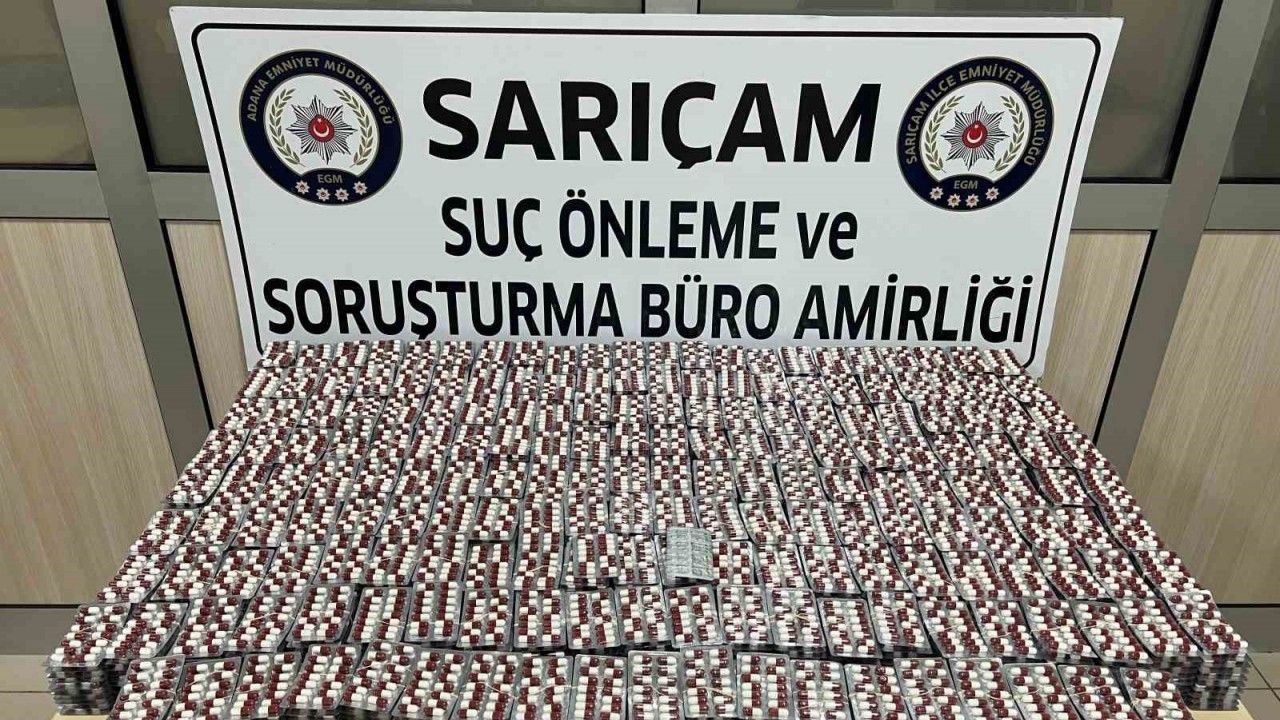 ADANA EMNİYET MÜDÜRLÜĞÜ
EGM
SARIÇAM
SARIÇAM İLÇE EMNİYET MÜDÜRLÜĞÜ
EGM
SUÇ ÖNLEME ve
SORUŞTURMA BÜRO AMİRLİĞİ